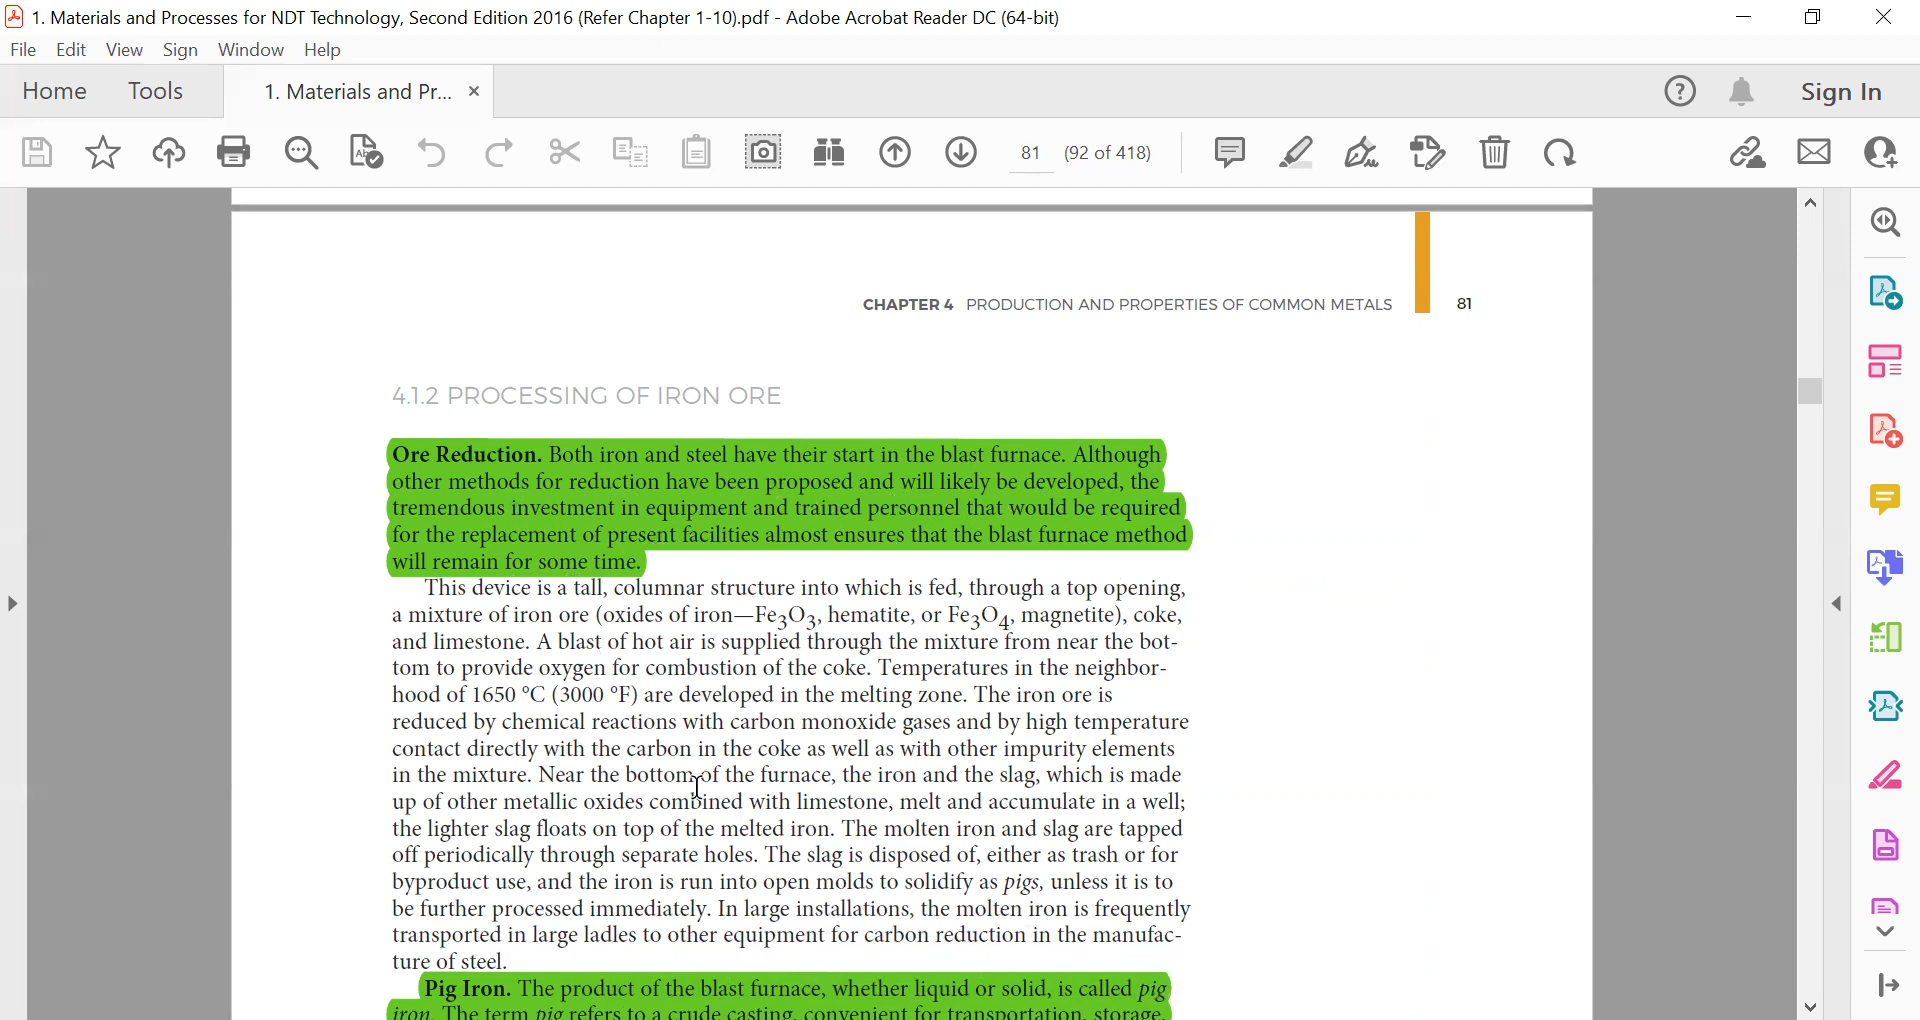 1. Materials and Processes for NDT Technology, Second Edition 2016 (Refer Chapter 1-10).pdf - Adobe Acrobat Reader DC (64-bit)
File Edit View Sign Window Help
Home Tools 1. Materials and Pr... × Sign In
81 (92 of 418)
CHAPTER 4 PRODUCTION AND PROPERTIES OF COMMON METALS 81
4.1.2 PROCESSING OF IRON ORE
Ore Reduction. Both iron and steel have their start in the blast furnace. Although
other methods for reduction have been proposed and will likely be developed, the
tremendous investment in equipment and trained personnel that would be required
for the replacement of present facilities almost ensures that the blast furnace method
will remain for some time.
This device is a tall, columnar structure into which is fed, through a top opening,
a mixture of iron ore (oxides of iron—Fe₃O₃, hematite, or Fe₃O₄, magnetite), coke,
and limestone. A blast of hot air is supplied through the mixture from near the bot-
tom to provide oxygen for combustion of the coke. Temperatures in the neighbor-
hood of 1650 °C (3000 °F) are developed in the melting zone. The iron ore is
reduced by chemical reactions with carbon monoxide gases and by high temperature
contact directly with the carbon in the coke as well as with other impurity elements
in the mixture. Near the bottom of the furnace, the iron and the slag, which is made
up of other metallic oxides combined with limestone, melt and accumulate in a well;
the lighter slag floats on top of the melted iron. The molten iron and slag are tapped
off periodically through separate holes. The slag is disposed of, either as trash or for
byproduct use, and the iron is run into open molds to solidify as pigs, unless it is to
be further processed immediately. In large installations, the molten iron is frequently
transported in large ladles to other equipment for carbon reduction in the manufac-
ture of steel.
Pig Iron. The product of the blast furnace, whether liquid or solid, is called pig
iron. The term pig refers to a crude casting, convenient for transportation, storage,